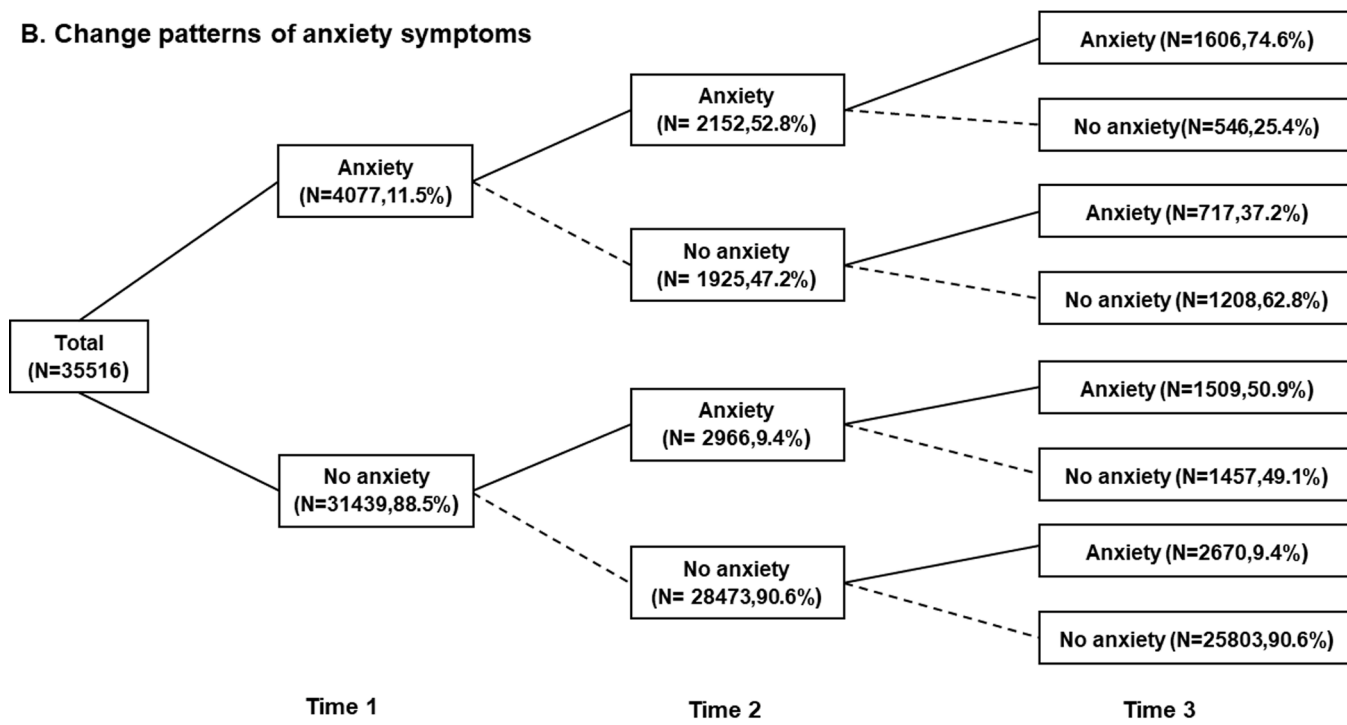 B. Change patterns of anxiety symptoms
Total
(N=35516)
Anxiety
(N=4077,11.5%)
No anxiety
(N=31439,88.5%)
Anxiety
(N= 2152,52.8%)
No anxiety
(N= 1925,47.2%)
Anxiety
(N= 2966,9.4%)
No anxiety
(N= 28473,90.6%)
Anxiety (N=1606,74.6%)
No anxiety(N=546,25.4%)
Anxiety (N=717,37.2%)
No anxiety (N=1208,62.8%)
Anxiety (N=1509,50.9%)
No anxiety (N=1457,49.1%)
Anxiety (N=2670,9.4%)
No anxiety (N=25803,90.6%)
Time 1
Time 2
Time 3